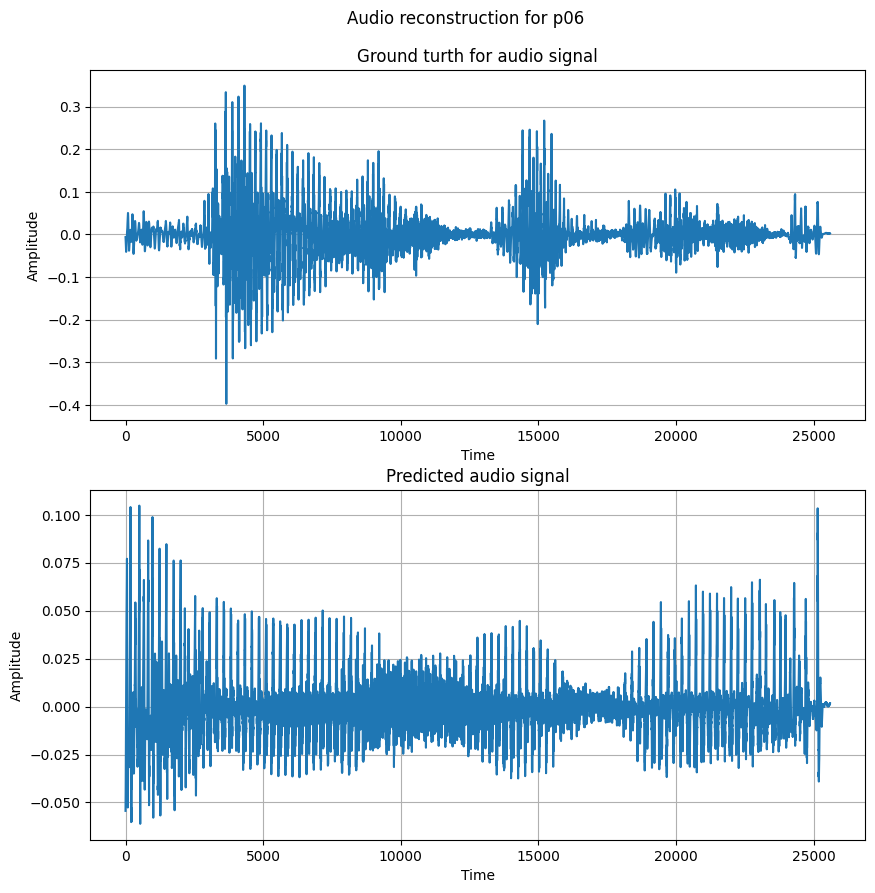 Audio reconstruction for p06
Ground turth for audio signal
0.3
0.2
0.1
0.0
−0.1
−0.2
−0.3
−0.4
Amplitude
0 5000 10000 15000 20000 25000
Time
Predicted audio signal
0.100
0.075
0.050
0.025
0.000
−0.025
−0.050
Amplitude
0 5000 10000 15000 20000 25000
Time